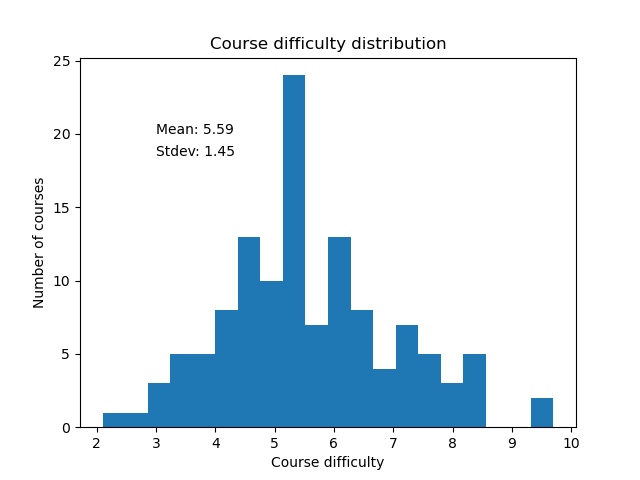 Course difficulty distribution
25
20
15
10
5
0
Number of courses
Mean: 5.59
Stdev: 1.45
2 3 4 5 6 7 8 9 10
Course difficulty